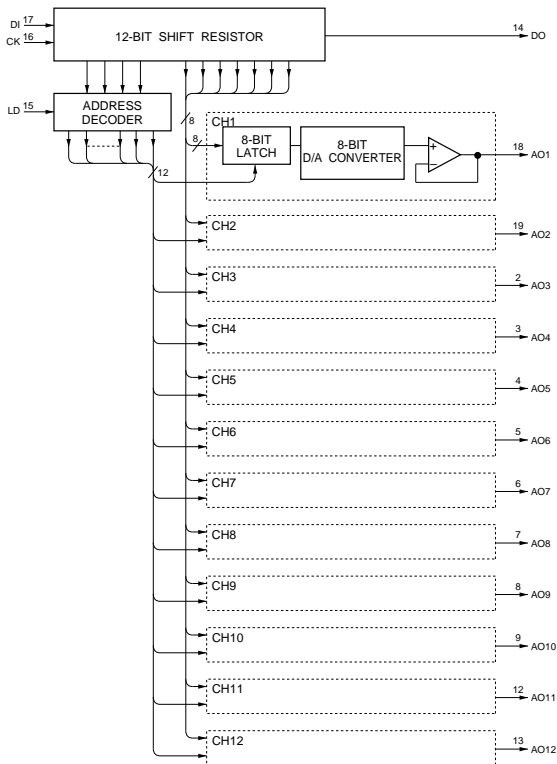 DI 17
CK 16
12-BIT SHIFT RESISTOR
14
DO
LD 15
ADDRESS
DECODER
8
8
12
CH1
8-BIT
LATCH
8-BIT
D/A CONVERTER
+
−
18
AO1
CH2
19
AO2
CH3
2
AO3
CH4
3
AO4
CH5
4
AO5
CH6
5
AO6
CH7
6
AO7
CH8
7
AO8
CH9
8
AO9
CH10
9
AO10
CH11
12
AO11
CH12
13
AO12